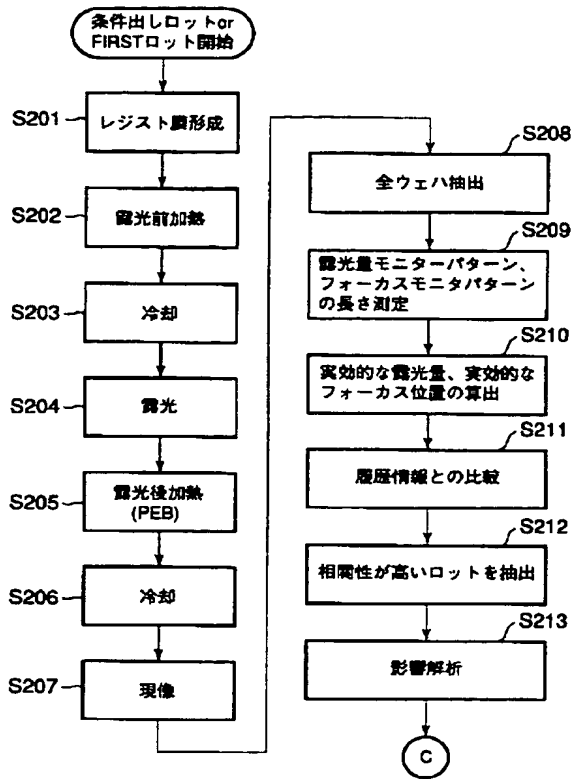 条件出しロットor
FIRSTロット開始
S201
レジスト膜形成
S202
露光前加熱
S203
冷却
S204
露光
S205
露光後加熱
(PEB)
S206
冷却
S207
現像
S208
全ウェハ抽出
S209
露光量モニターパターン、
フォーカスモニタパターン
の長さ測定
S210
実効的な露光量、実効的な
フォーカス位置の算出
S211
履歴情報との比較
S212
相関性が高いロットを抽出
S213
影響解析
C